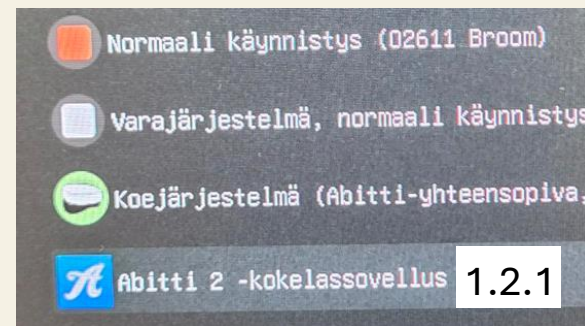 Normaali käynnistys (02611 Broom)
Varajärjestelmä, normaali käynnistys
Koejärjestelmä (Abitti-yhteensopiva,
Abitti 2 -kokelassovellus 1.2.1